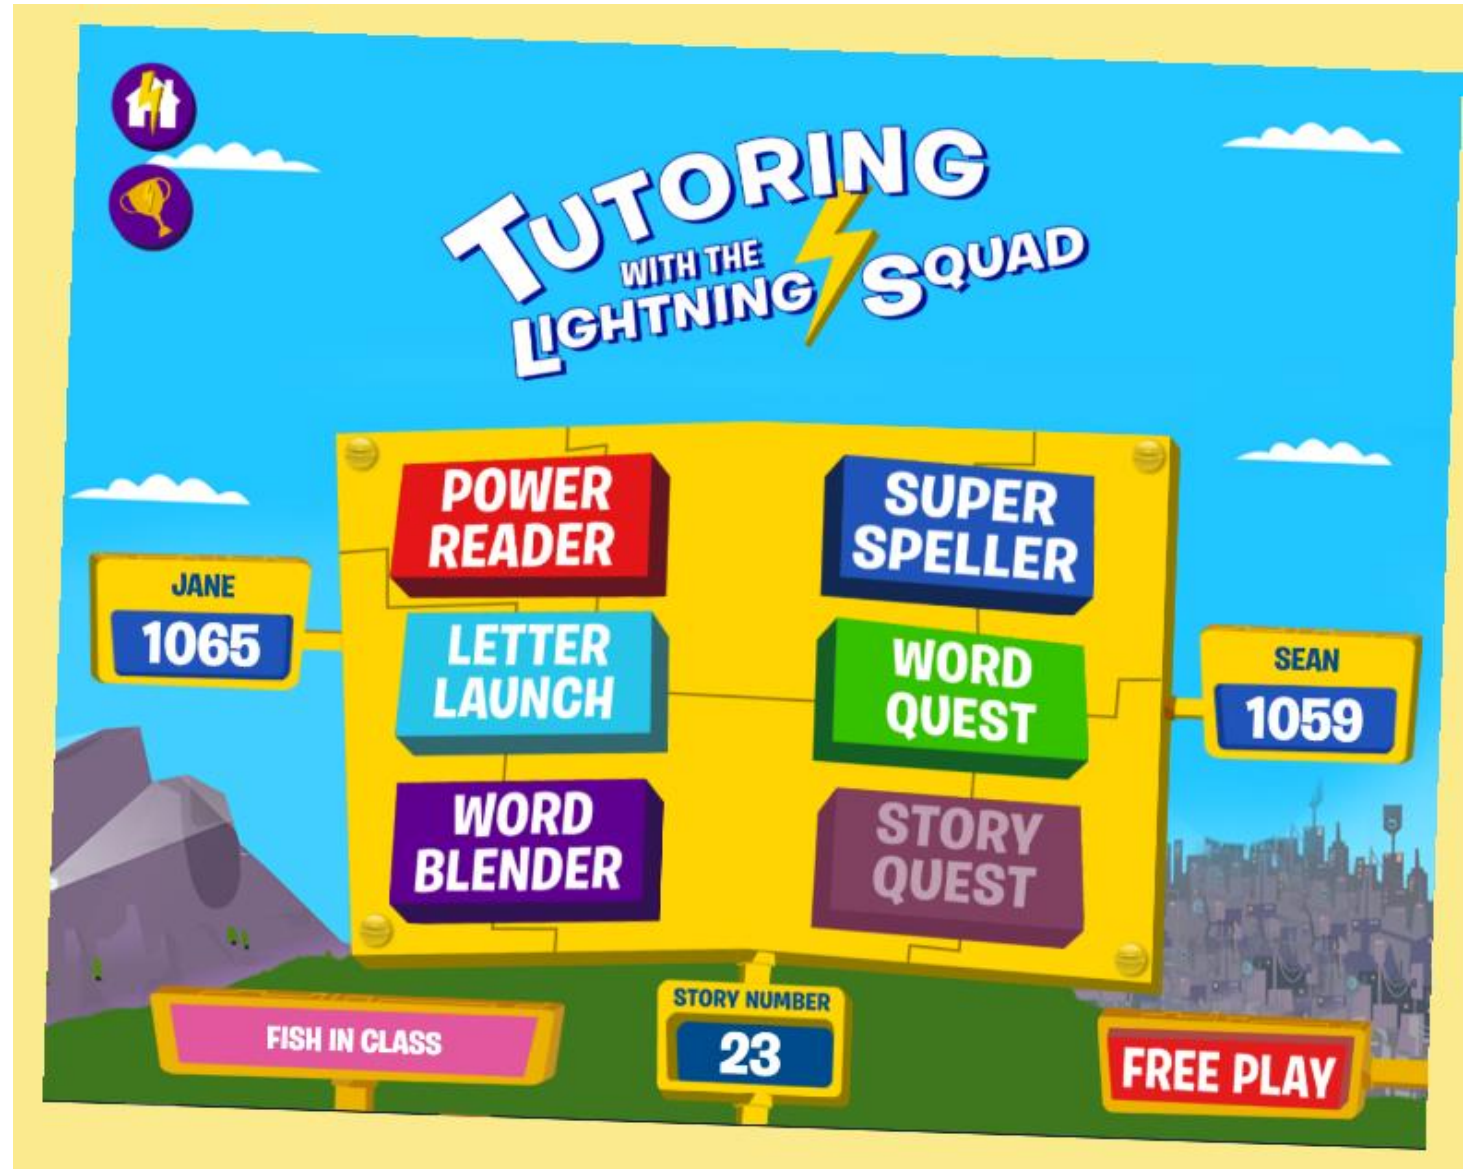 TUTORING
WITH THE
LIGHTNING SQUAD
POWER
READER
SUPER
SPELLER
JANE
1065
LETTER
LAUNCH
WORD
QUEST
SEAN
1059
WORD
BLENDER
STORY
QUEST
FISH IN CLASS
STORY NUMBER
23
FREE PLAY